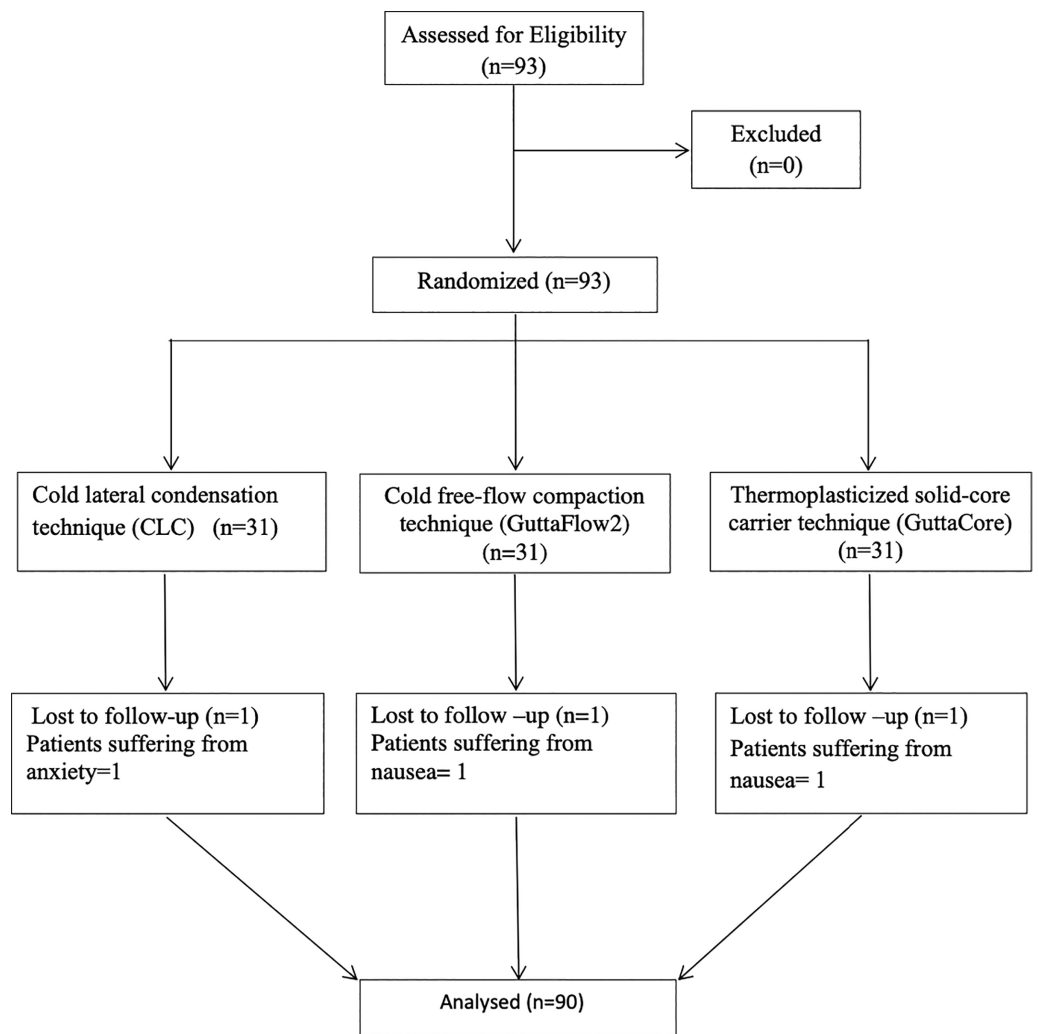 Assessed for Eligibility
(n=93)
Excluded
(n=0)
Randomized (n=93)
Cold lateral condensation
technique (CLC) (n=31)
Cold free-flow compaction
technique (GuttaFlow2)
(n=31)
Thermoplasticized solid-core
carrier technique (GuttaCore)
(n=31)
Lost to follow-up (n=1)
Patients suffering from
anxiety=1
Lost to follow –up (n=1)
Patients suffering from
nausea= 1
Lost to follow –up (n=1)
Patients suffering from
nausea= 1
Analysed (n=90)